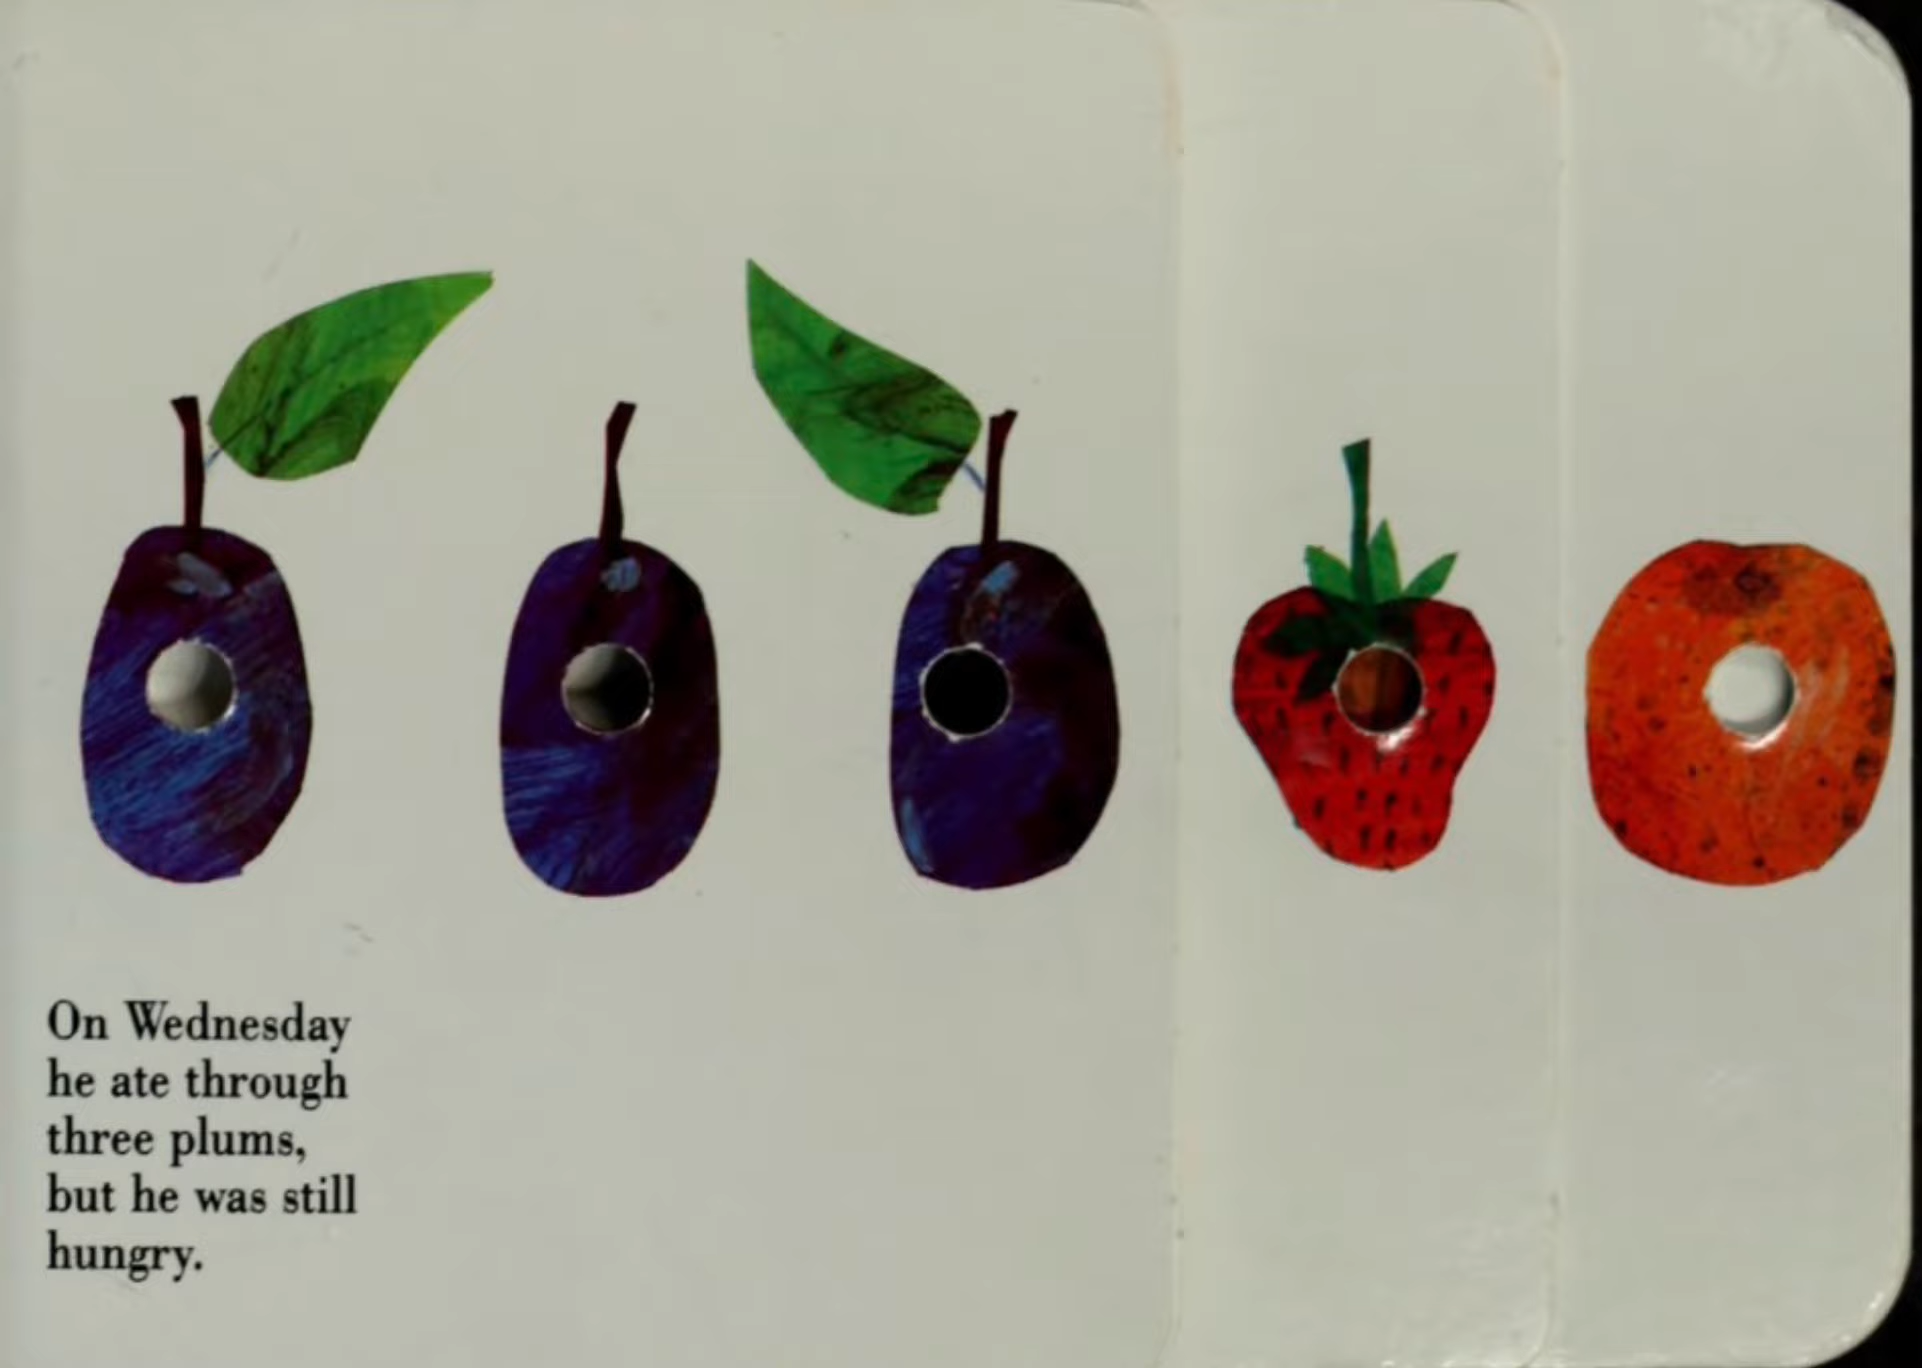 On Wednesday
he ate through
three plums,
but he was still
hungry.